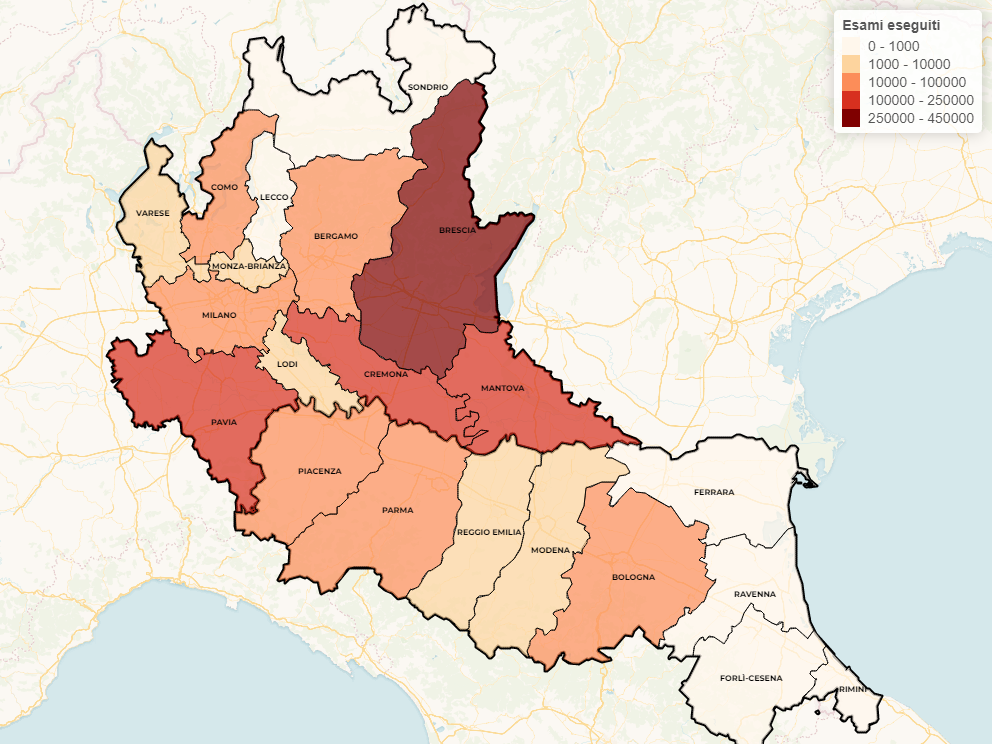 Esami eseguiti
0 - 1000
1000 - 10000
10000 - 100000
100000 - 250000
250000 - 450000
SONDRIO
COMO
LECCO
VARESE
BRESCIA
BERGAMO
MONZA-BRIANZA
MILANO
LODI
CREMONA
MANTOVA
PAVIA
PIACENZA
FERRARA
PARMA
REGGIO EMILIA
MODENA
BOLOGNA
RAVENNA
FORLÌ-CESENA
RIMINI